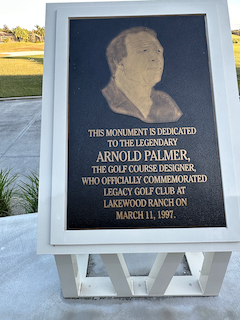 THIS MONUMENT IS DEDICATED
TO THE LEGENDARY
ARNOLD PALMER,
THE GOLF COURSE DESIGNER,
WHO OFFICIALLY COMMEMORATED
LEGACY GOLF CLUB AT
LAKEWOOD RANCH ON
MARCH 11, 1997.